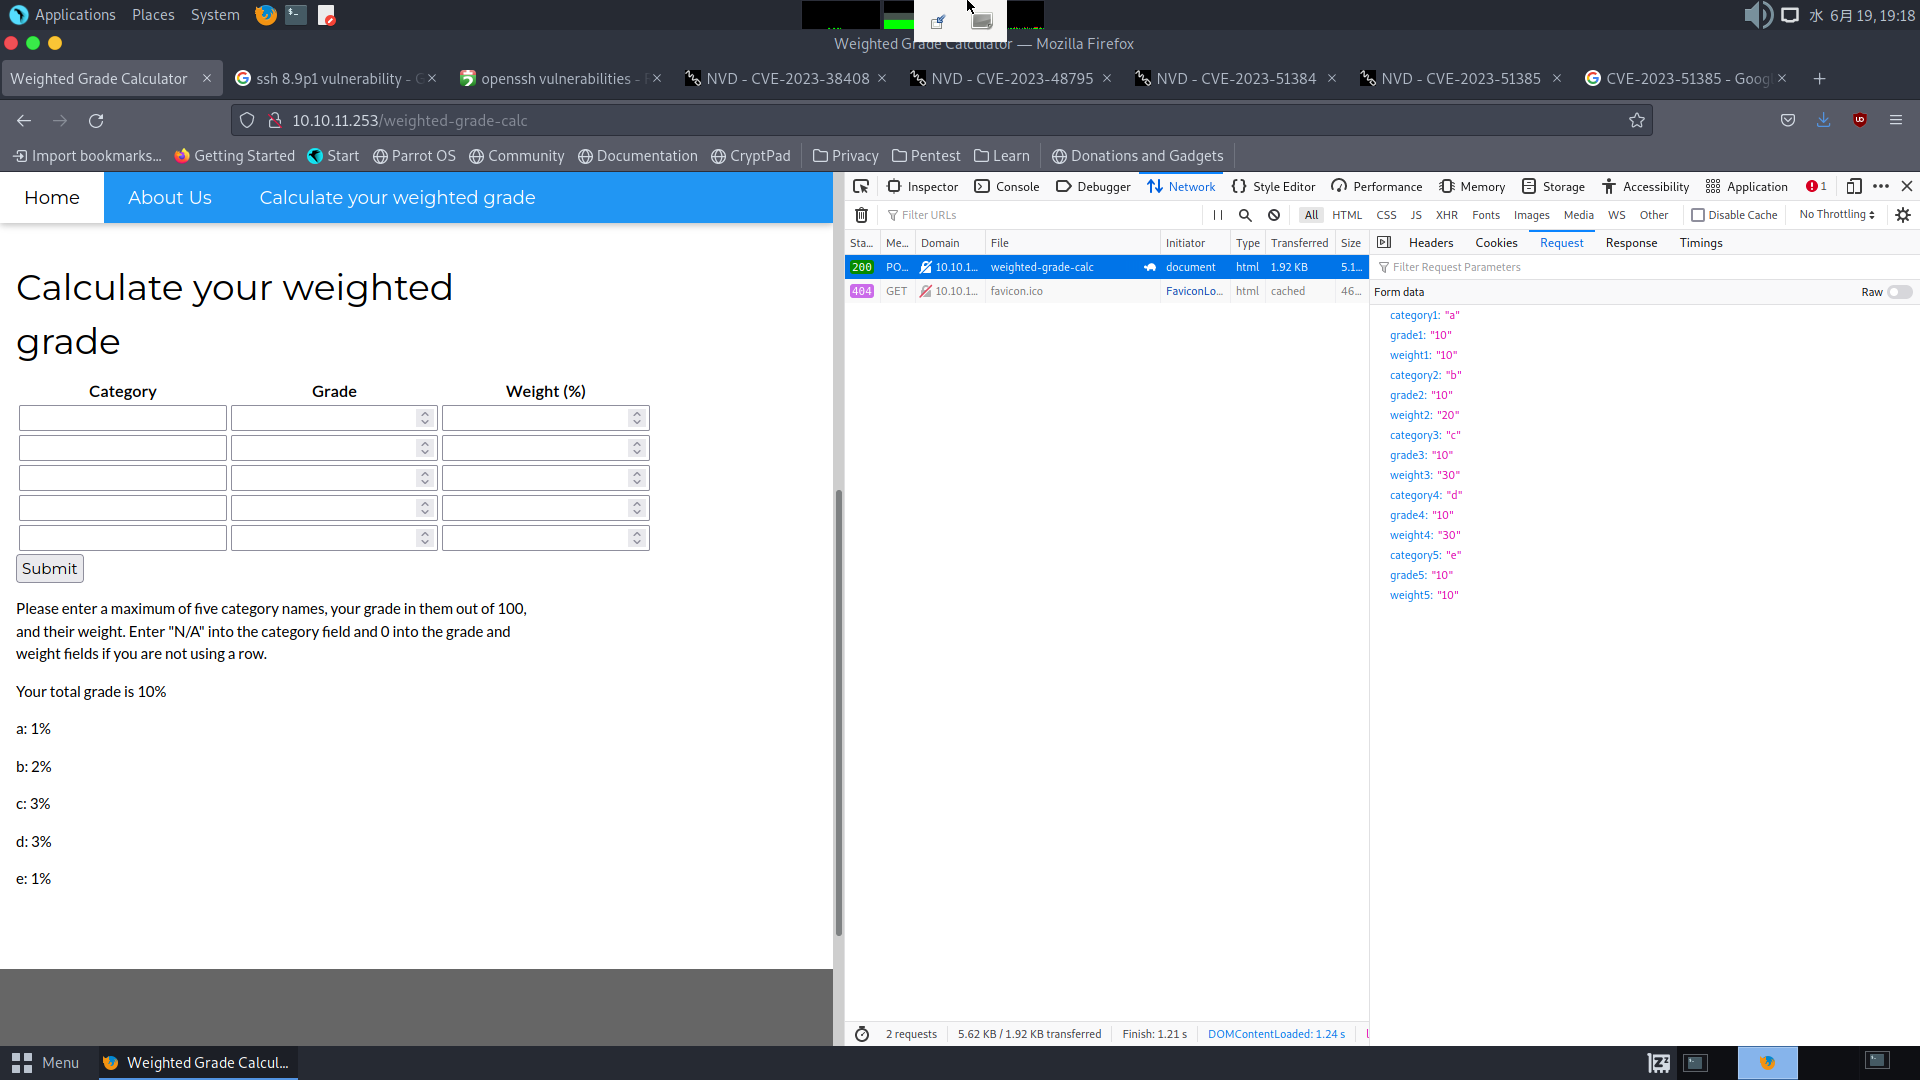 Applications Places System
水 6月 19, 19:18
Weighted Grade Calculator — Mozilla Firefox
Weighted Grade Calculator
ssh 8.9p1 vulnerability - G
openssh vulnerabilities -
NVD - CVE-2023-38408
NVD - CVE-2023-48795
NVD - CVE-2023-51384
NVD - CVE-2023-51385
CVE-2023-51385 - Goog
10.10.11.253/weighted-grade-calc
Import bookmarks... Getting Started Start Parrot OS Community Documentation CryptPad Privacy Pentest Learn Donations and Gadgets
Home About Us Calculate your weighted grade
Calculate your weighted
grade
Category Grade Weight (%)
Submit
Please enter a maximum of five category names, your grade in them out of 100,
and their weight. Enter "N/A" into the category field and 0 into the grade and
weight fields if you are not using a row.
Your total grade is 10%
a: 1%
b: 2%
c: 3%
d: 3%
e: 1%
Inspector Console Debugger Network Style Editor Performance Memory Storage Accessibility Application 1
Filter URLs
All HTML CSS JS XHR Fonts Images Media WS Other Disable Cache No Throttling
Sta... Me... Domain File Initiator Type Transferred Size
200 PO... 10.10.1... weighted-grade-calc document html 1.92 KB 5.1...
404 GET 10.10.1... favicon.ico FaviconLo... html cached 46...
Headers Cookies Request Response Timings
Filter Request Parameters
Form data Raw
category1: "a"
grade1: "10"
weight1: "10"
category2: "b"
grade2: "10"
weight2: "20"
category3: "c"
grade3: "10"
weight3: "30"
category4: "d"
grade4: "10"
weight4: "30"
category5: "e"
grade5: "10"
weight5: "10"
2 requests 5.62 KB / 1.92 KB transferred Finish: 1.21 s DOMContentLoaded: 1.24 s
Menu Weighted Grade Calcul...